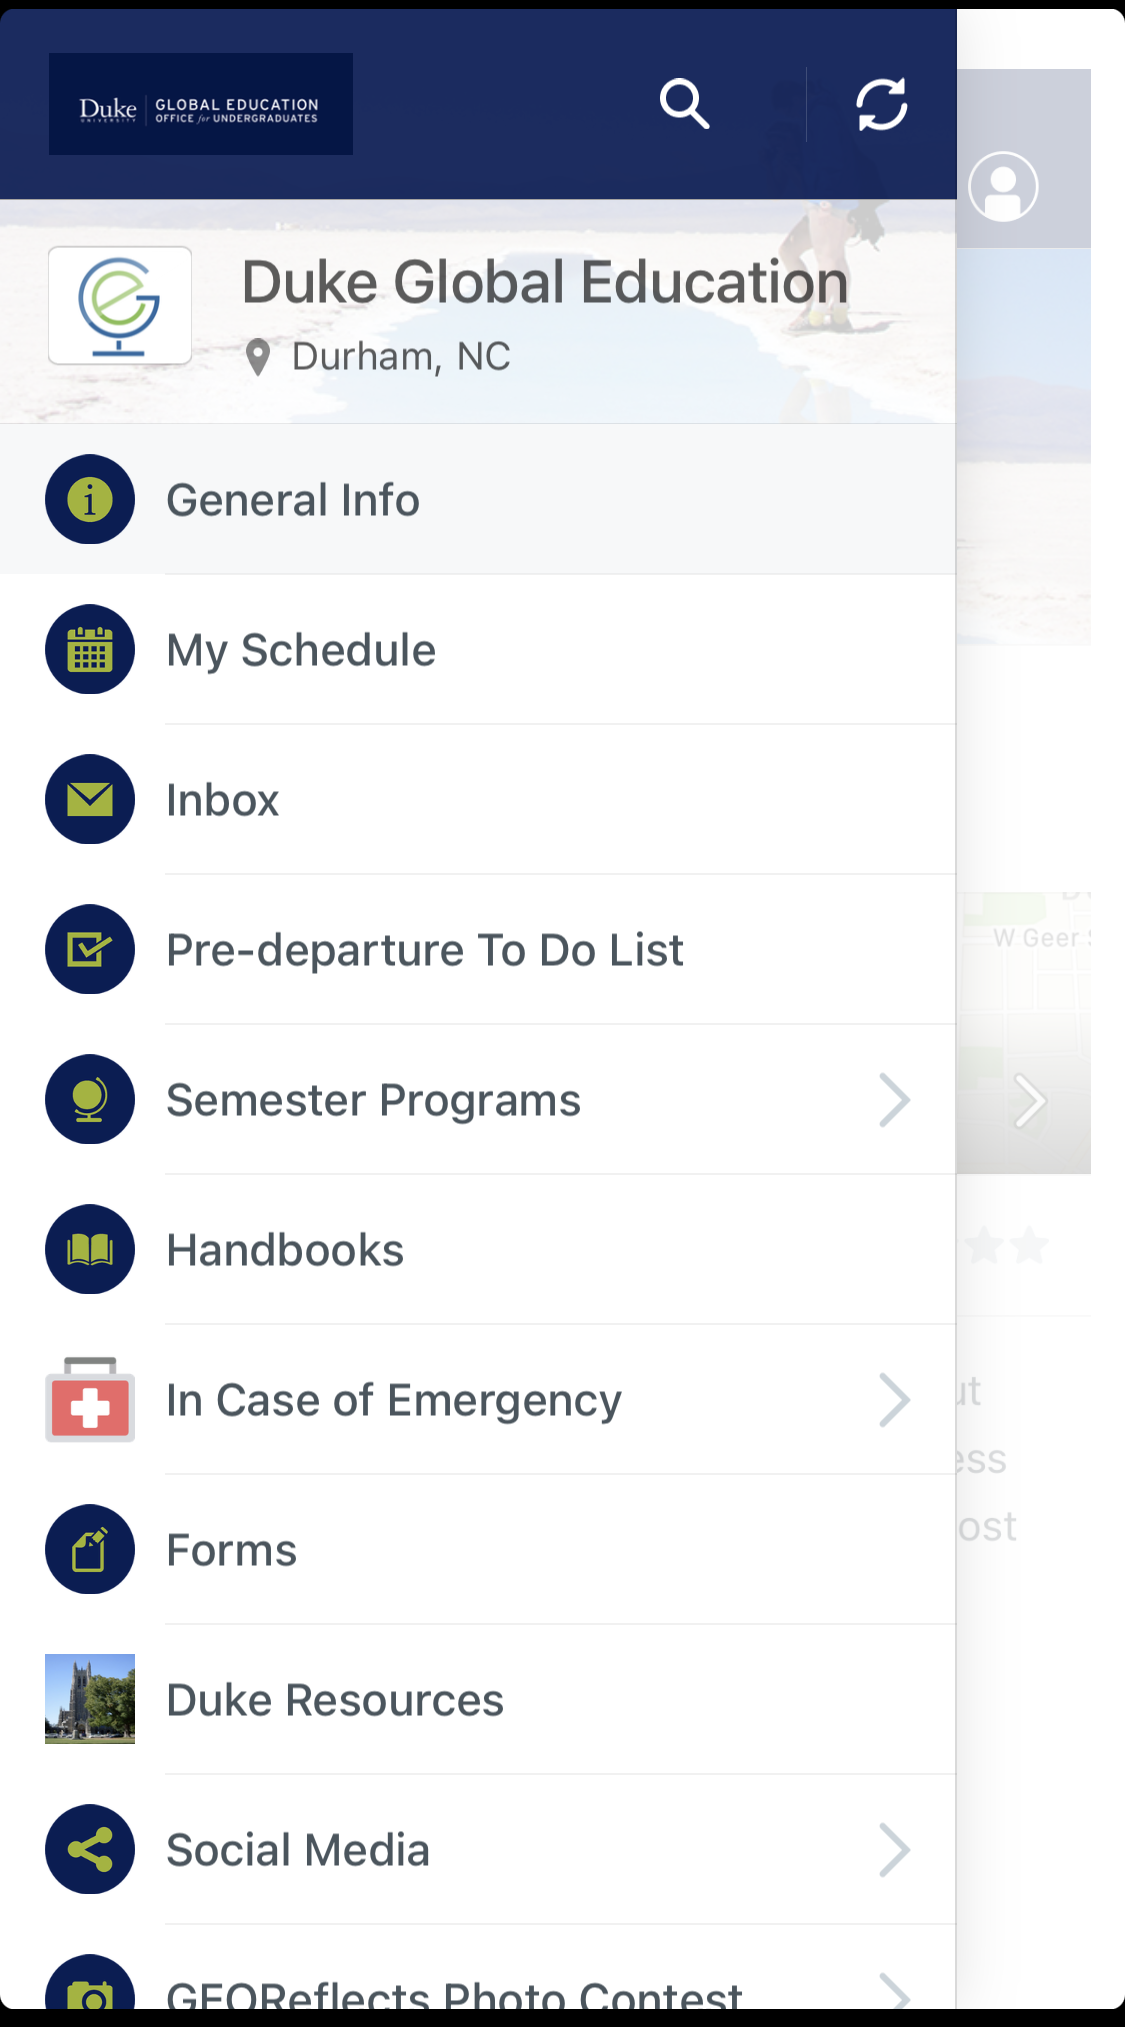 Duke GLOBAL EDUCATION
UNIVERSITY OFFICE for UNDERGRADUATES
Duke Global Education
Durham, NC
General Info
My Schedule
Inbox
Pre-departure To Do List
Semester Programs
Handbooks
In Case of Emergency
Forms
Duke Resources
Social Media
GEOReflects Photo Contest
W Geer S
ut
ess
ost